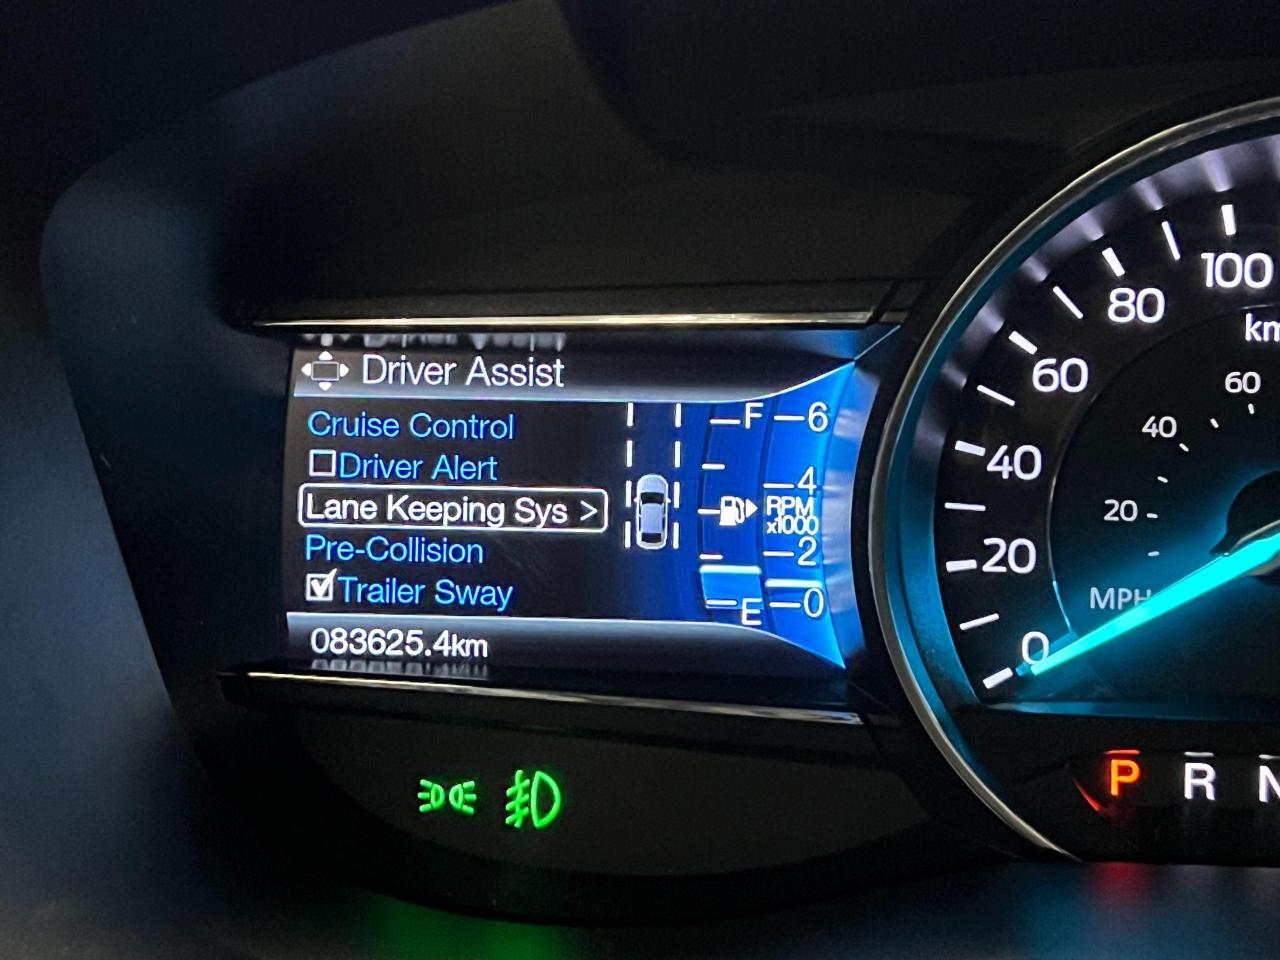 Driver Assist
Cruise Control
Driver Alert
Lane Keeping Sys >
Pre-Collision
Trailer Sway
083625.4km
F
E
6
4
RPM
x1000
2
0
100
80
60
40
20
0
km
60
40
20
MPH
P R N